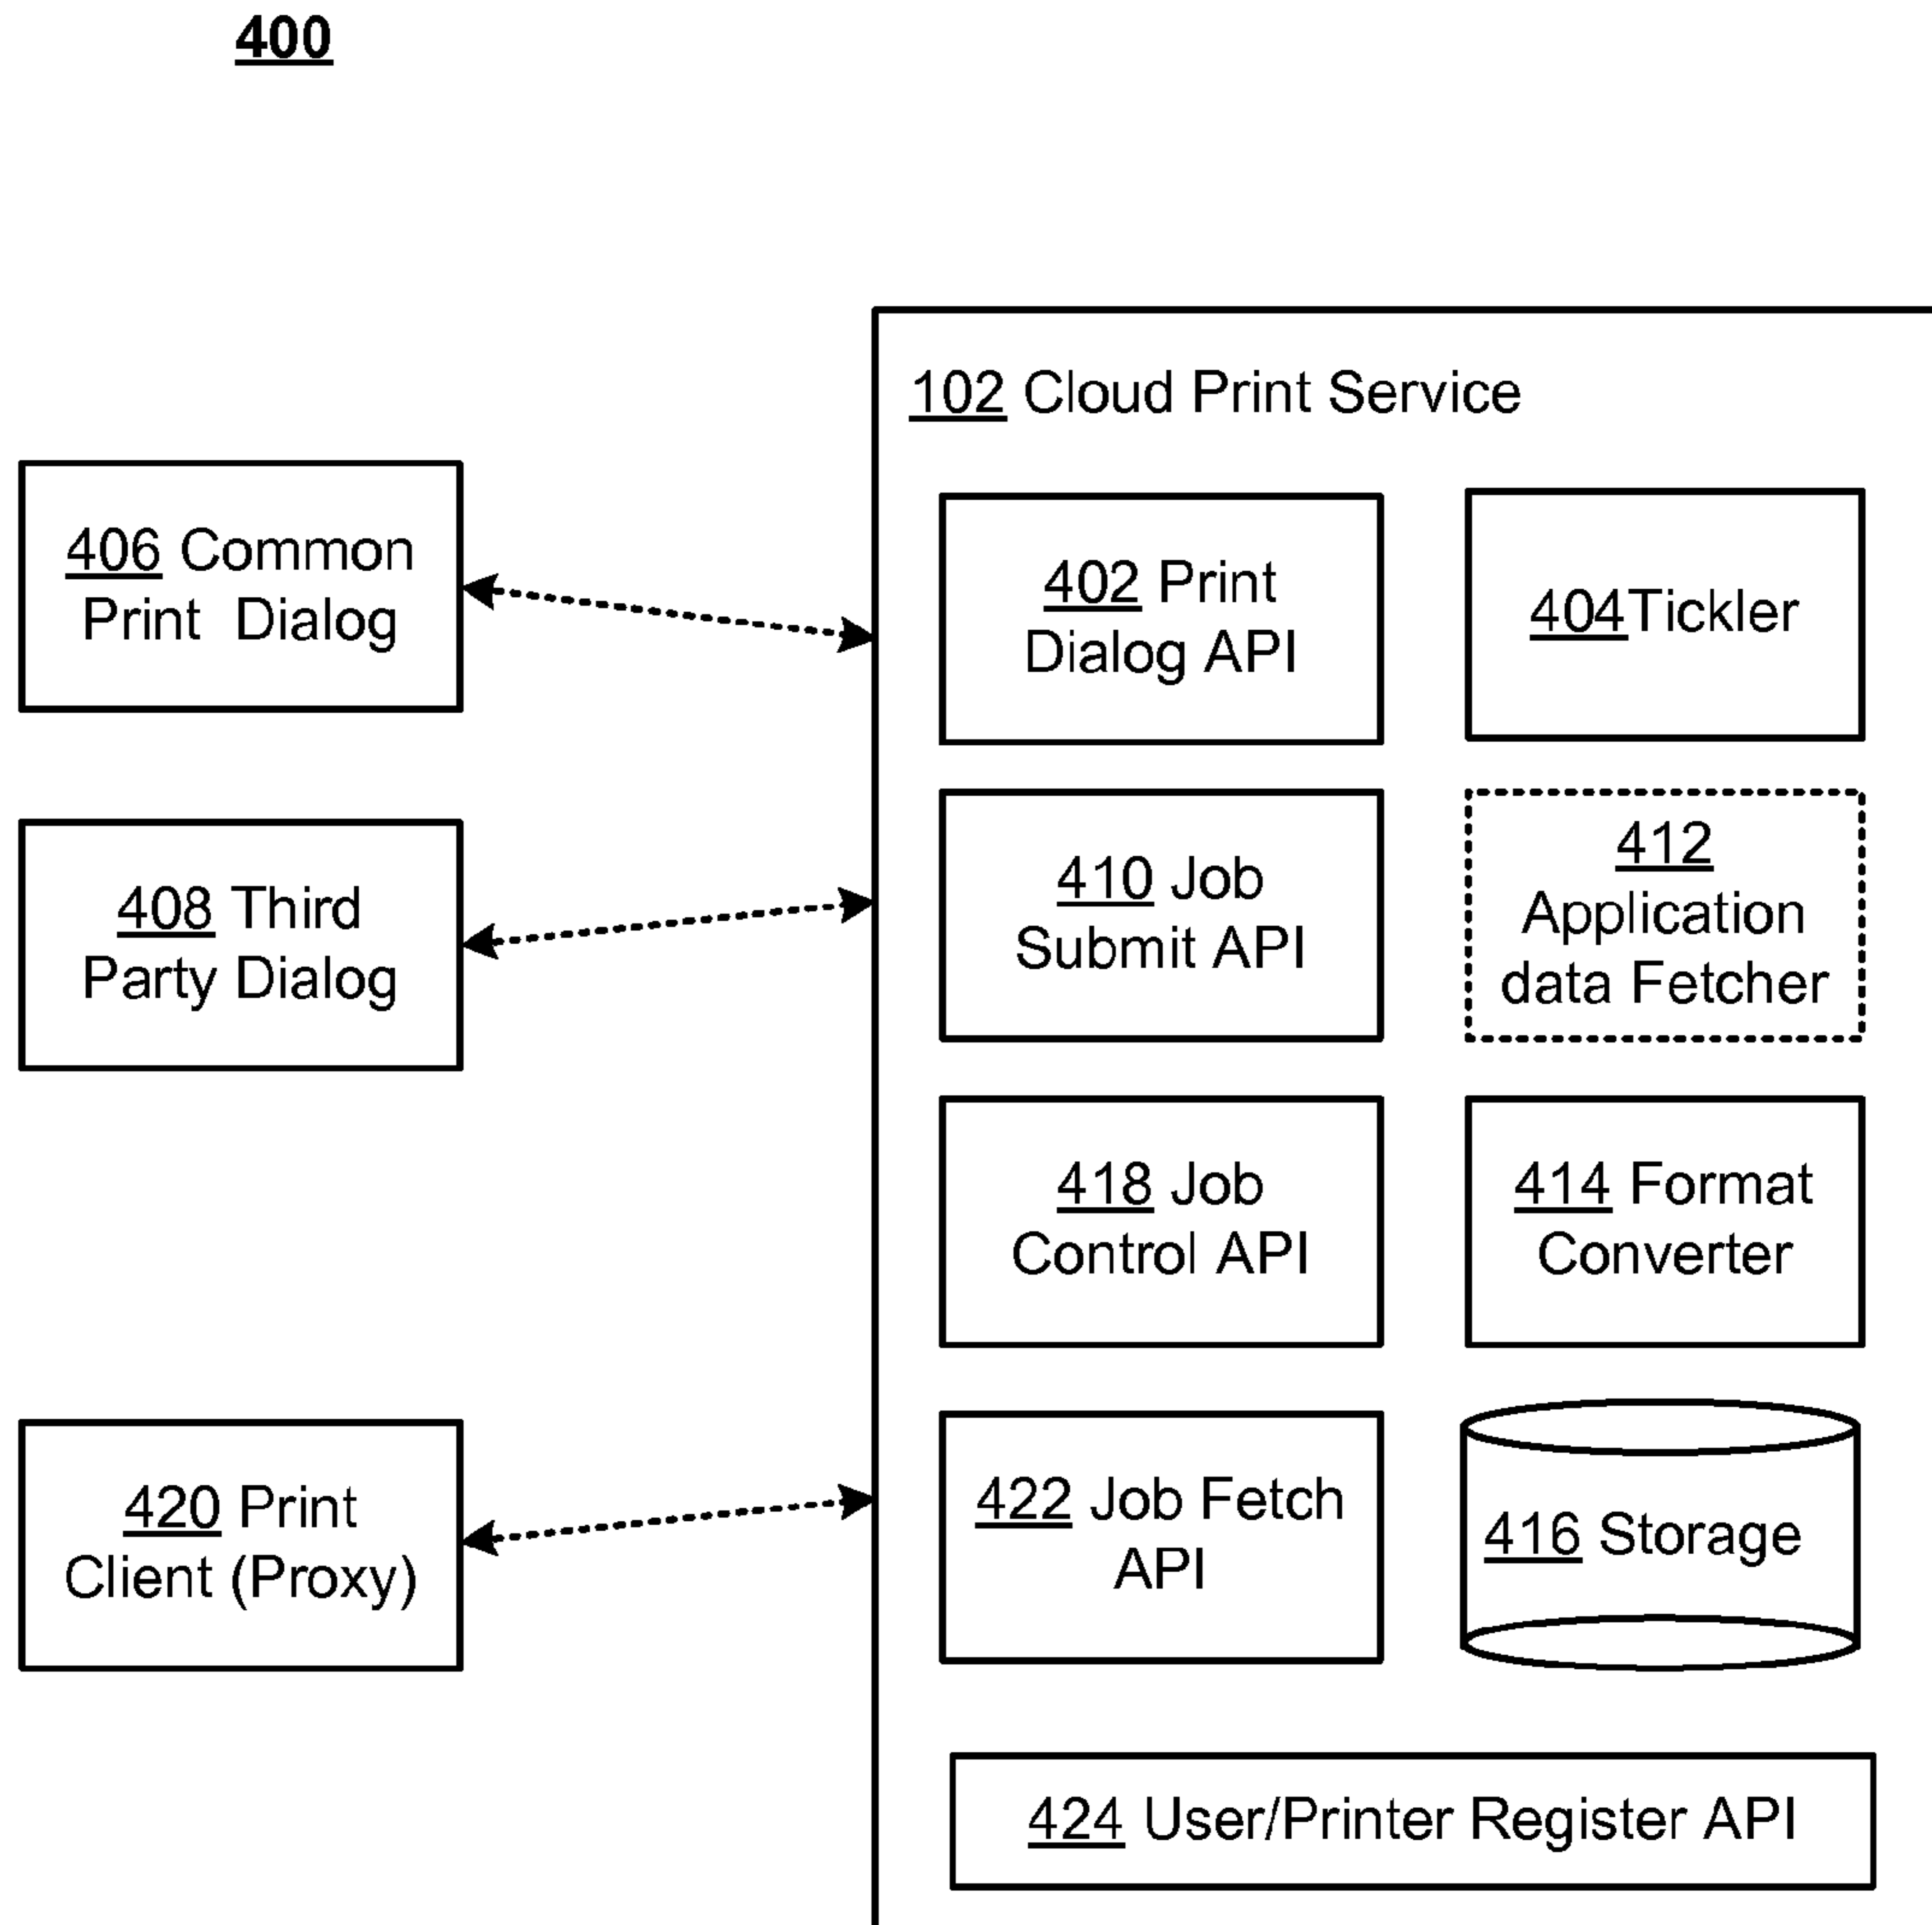 400
102 Cloud Print Service
406 Common
Print Dialog
402 Print
Dialog API
404Tickler
408 Third
Party Dialog
410 Job
Submit API
412
Application
data Fetcher
418 Job
Control API
414 Format
Converter
420 Print
Client (Proxy)
422 Job Fetch
API
416 Storage
424 User/Printer Register API